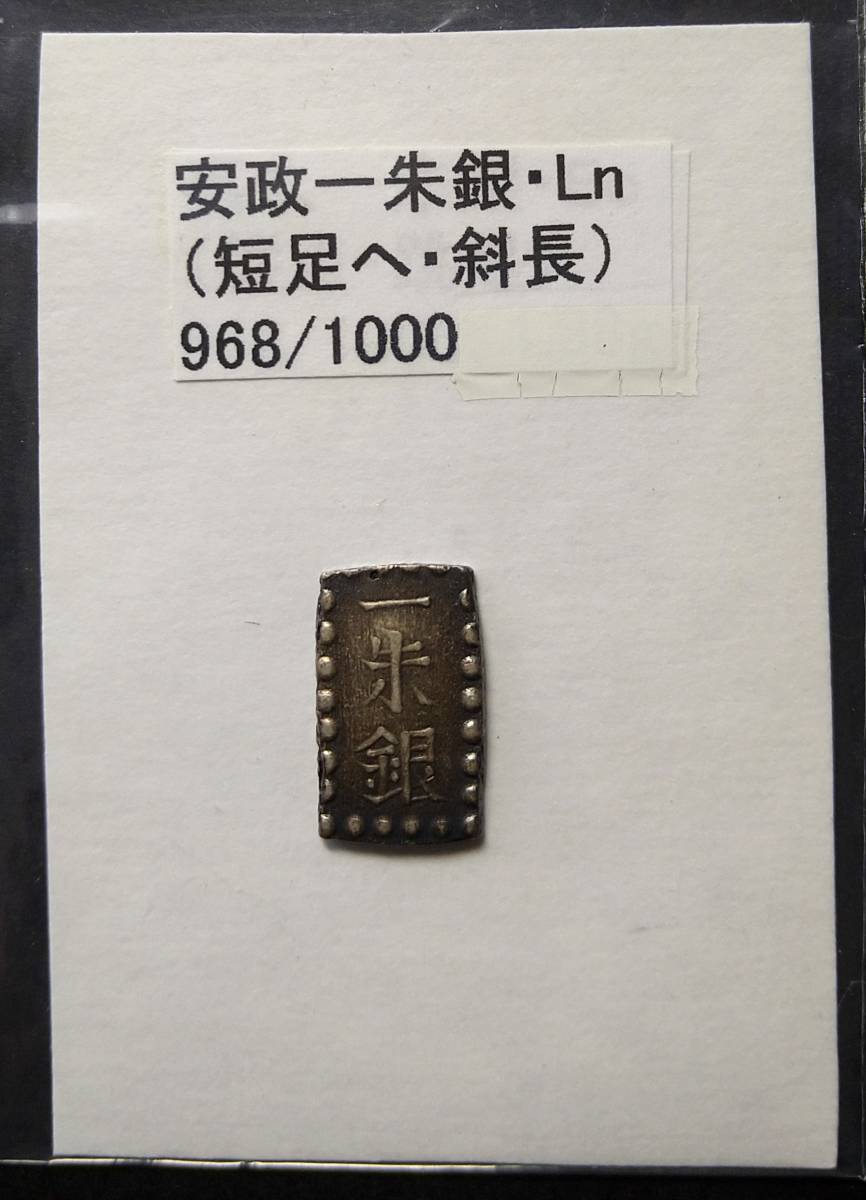 安政一朱銀・Ln
（短足へ・斜長）
968/1000
一
朱
銀